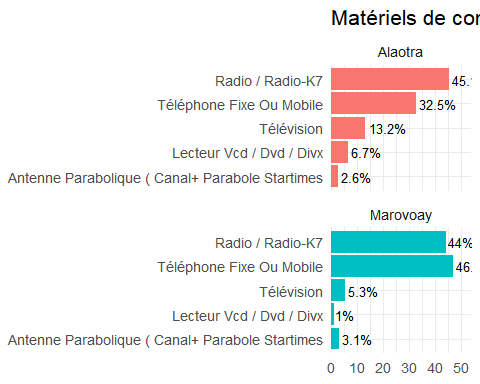 Matériels de cor
Alaotra
Radio / Radio-K7 45.
Téléphone Fixe Ou Mobile 32.5%
Télévision 13.2%
Lecteur Vcd / Dvd / Divx 6.7%
Antenne Parabolique ( Canal+ Parabole Startimes 2.6%
Marovoay
Radio / Radio-K7 44%
Téléphone Fixe Ou Mobile 46.
Télévision 5.3%
Lecteur Vcd / Dvd / Divx 1%
Antenne Parabolique ( Canal+ Parabole Startimes 3.1%
0 10 20 30 40 50